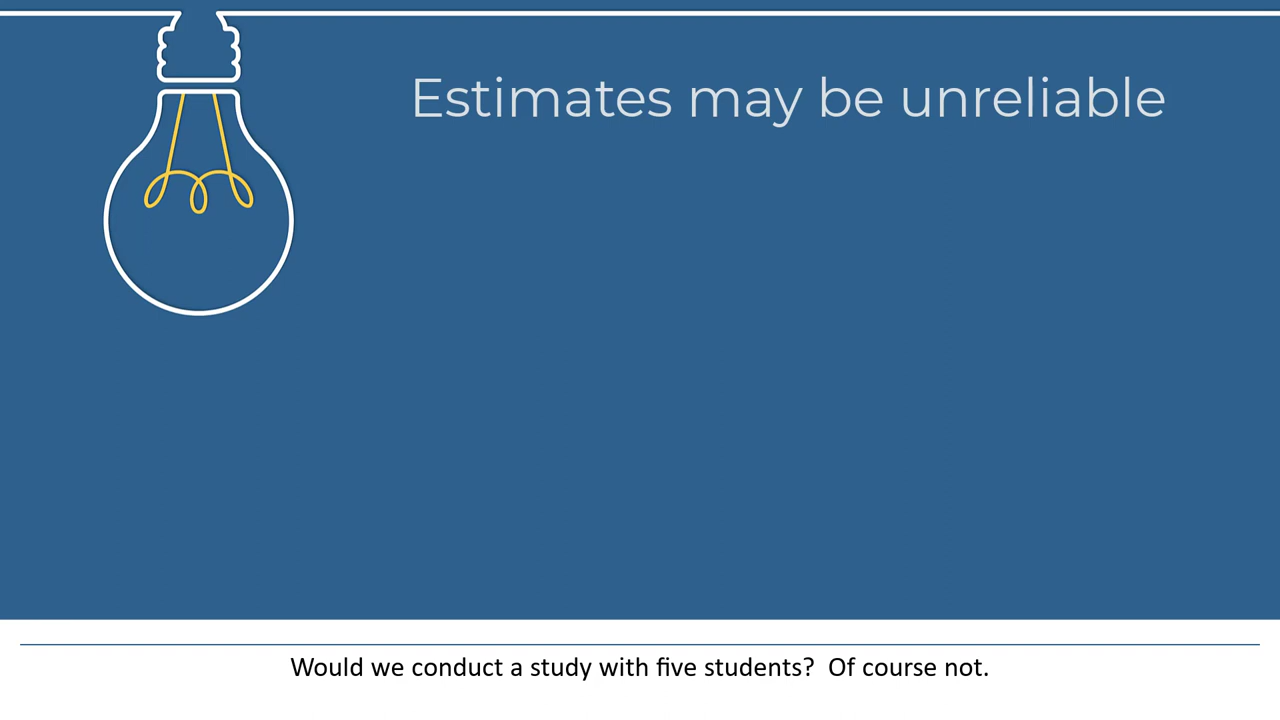 Estimates may be unreliable
Would we conduct a study with five students?  Of course not.